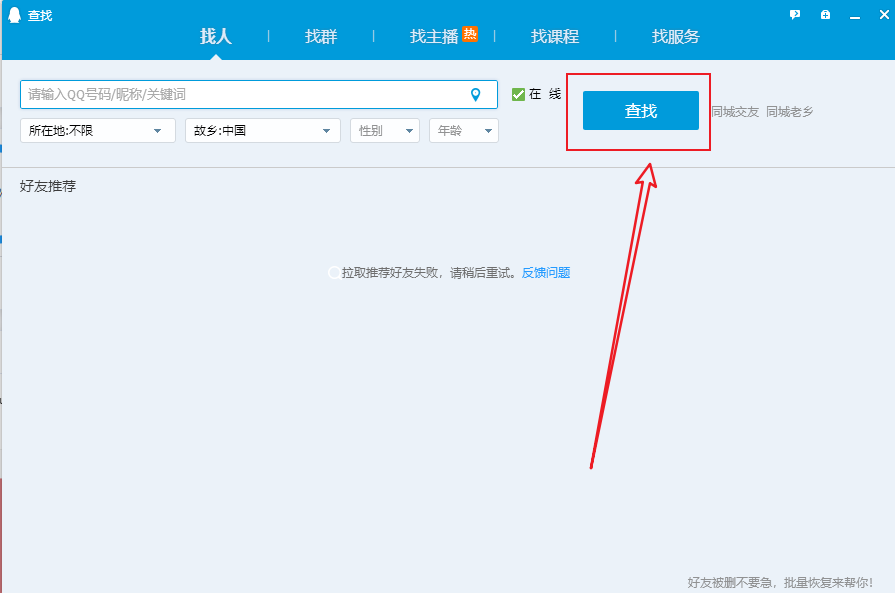 查找
找人 找群 找主播 热 找课程 找服务
请输入QQ号码/昵称/关键词 在 线 查找 同城交友 同城老乡
所在地:不限 故乡:中国 性别 年龄
好友推荐
拉取推荐好友失败，请稍后重试。反馈问题
好友被删不要急，批量恢复来帮你!